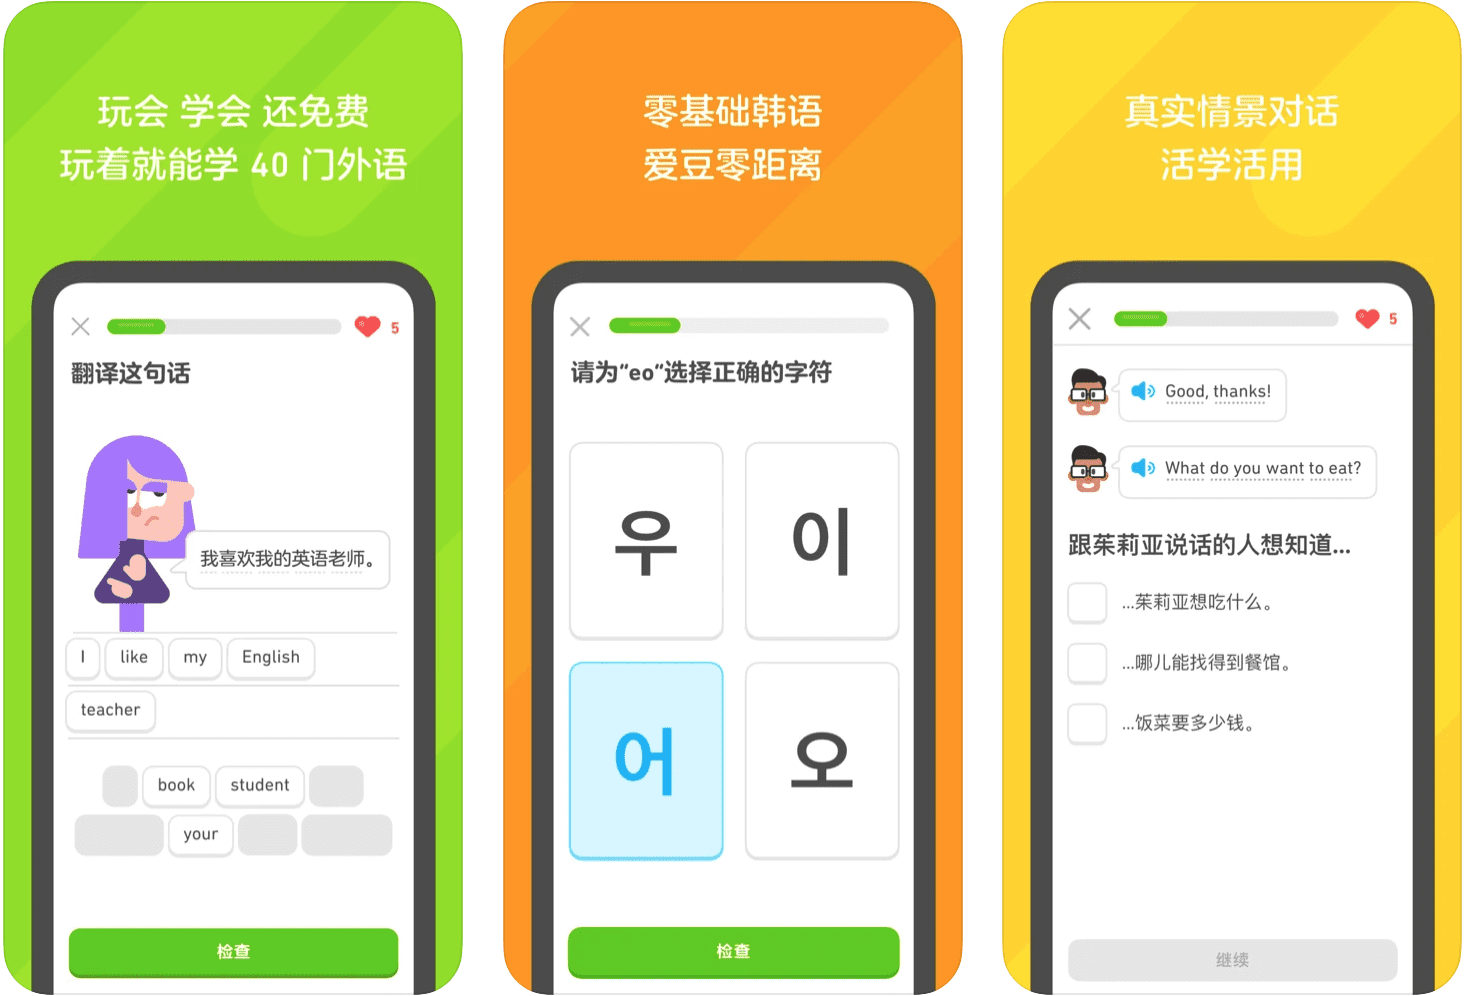 玩会 学会 还免费
玩着就能学 40 门外语
5
翻译这句话
我喜欢我的英语老师。
I like my English
teacher
book student
your
检查
零基础韩语
爱豆零距离
请为“eo”选择正确的字符
우 이
어 오
检查
真实情景对话
活学活用
5
Good, thanks!
What do you want to eat?
跟茱莉亚说话的人想知道...
...茱莉亚想吃什么。
...哪儿能找得到餐馆。
...饭菜要多少钱。
继续